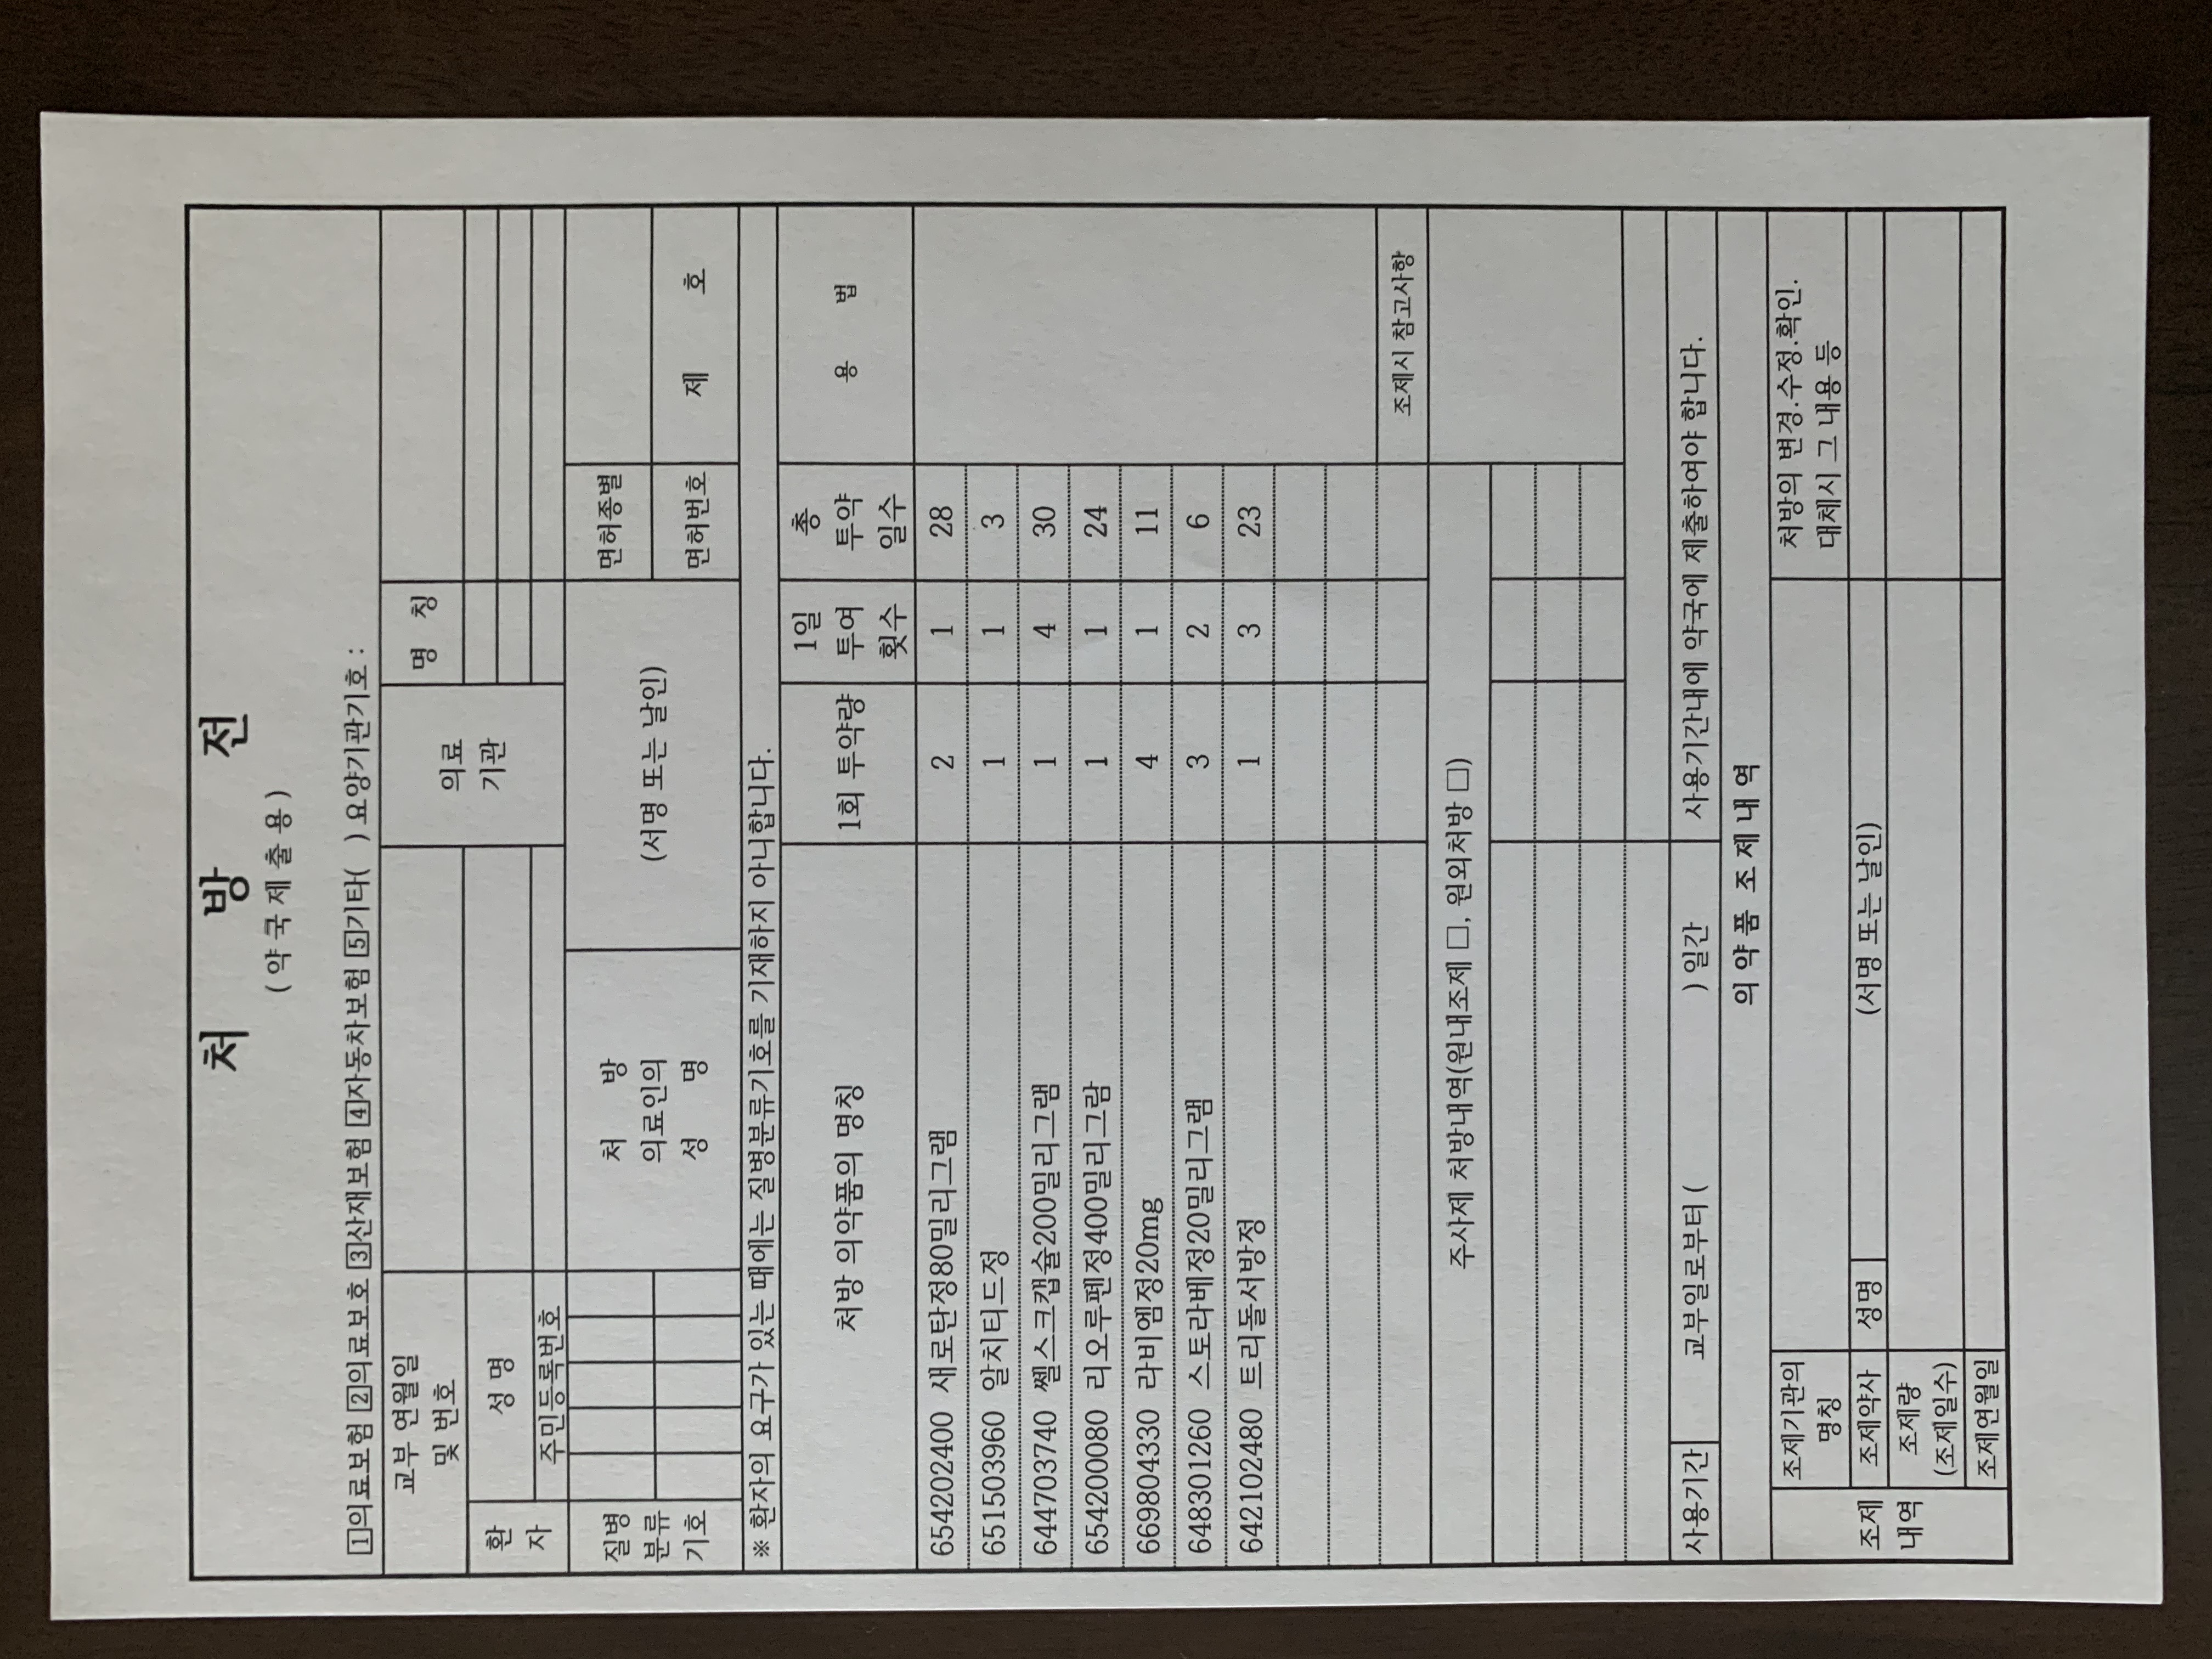 처 방 전
(약국제출용)
1의료보험 2의료보호 3산재보험 4자동차보험 5기타( ) 요양기관기호 :
교부 연월일
및 번호
의료
기관
명 칭
환
자
성 명
주민등록번호
질병
분류
기호
처 방
의료인의
성 명
(서명 또는 날인)
면허종별
면허번호
제 호
※ 환자의 요구가 있는 때에는 질병분류기호를 기재하지 아니합니다.
처방 의약품의 명칭
1회 투약량
1일
투여
횟수
총
투약
일수
용 법
654202400 새로탄정80밀리그램 2 1 28
651503960 알치티드정 1 1 3
644703740 쎌스크캡슐200밀리그램 1 4 30
654200080 리오루펜정400밀리그람 1 1 24
669804330 라비엠정20mg 4 1 11
648301260 스토라베정20밀리그램 3 2 6
642102480 트리돌서방정 1 3 23
조제시 참고사항
주사제 처방내역(원내조제 □, 원외처방 □)
사용기간 교부일로부터 ( ) 일간 사용기간내에 약국에 제출하여야 합니다.
의약품 조제내역
조제
내역
조제기관의
명칭
처방의 변경.수정.확인.
대체시 그 내용 등
조제약사 성명 (서명 또는 날인)
조제량
(조제일수)
조제연월일